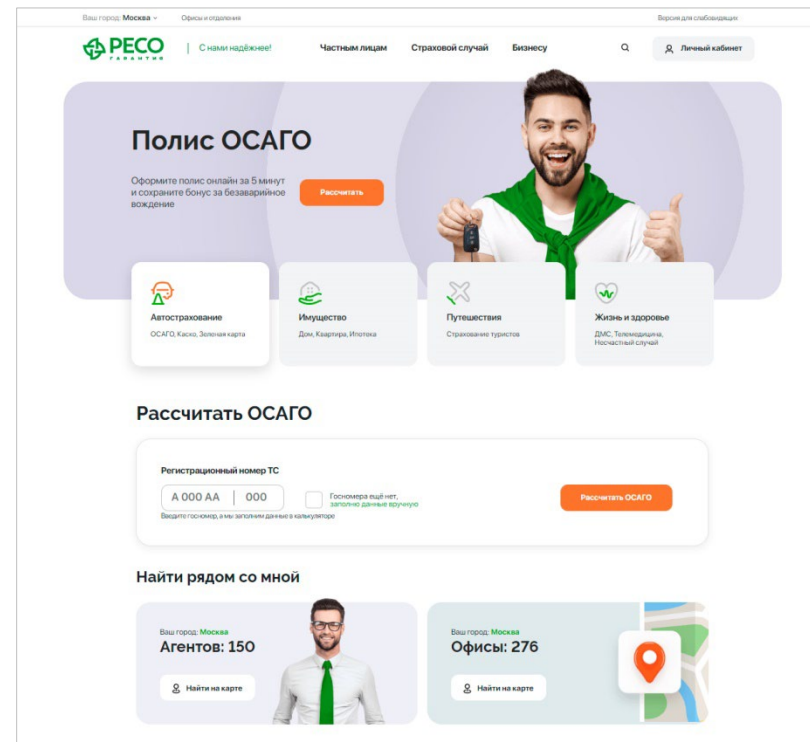 Ваш город: Москва
Офисы и отделения
Версия для слабовидящих
РЕСО
ГАРАНТИЯ
С нами надёжнее!
Частным лицам
Страховой случай
Бизнесу
Личный кабинет
Полис ОСАГО
Оформите полис онлайн за 5 минут
и сохраните бонус за безаварийное
вождение
Рассчитать
Автострахование
ОСАГО, Каско, Зеленая карта
Имущество
Дом, Квартира, Ипотека
Путешествия
Страхование туристов
Жизнь и здоровье
ДМС, Телемедицина,
Несчастный случай
Рассчитать ОСАГО
Регистрационный номер ТС
А 000 АА | 000
Госномера ещё нет,
заполню данные вручную
Рассчитать ОСАГО
Введите госномер, а мы заполним данные в калькуляторе
Найти рядом со мной
Ваш город: Москва
Агентов: 150
Найти на карте
Ваш город: Москва
Офисы: 276
Найти на карте